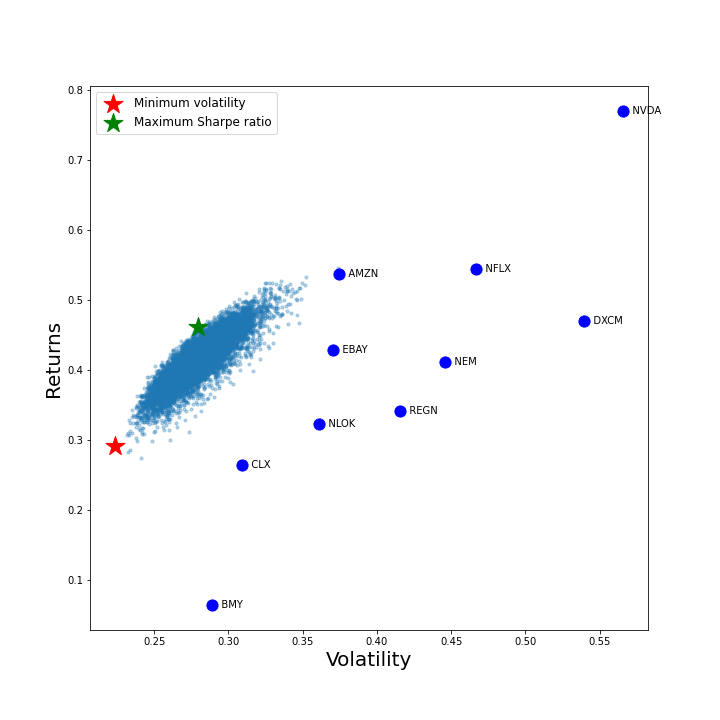 Minimum volatility
Maximum Sharpe ratio
0.8
NVDA
0.7
0.6
NFLX
AMZN
0.5
DXCM
EBAY
NEM
0.4
REGN
NLOK
0.3
CLX
0.2
0.1
BMY
Returns
0.25 0.30 0.35 0.40 0.45 0.50 0.55
Volatility